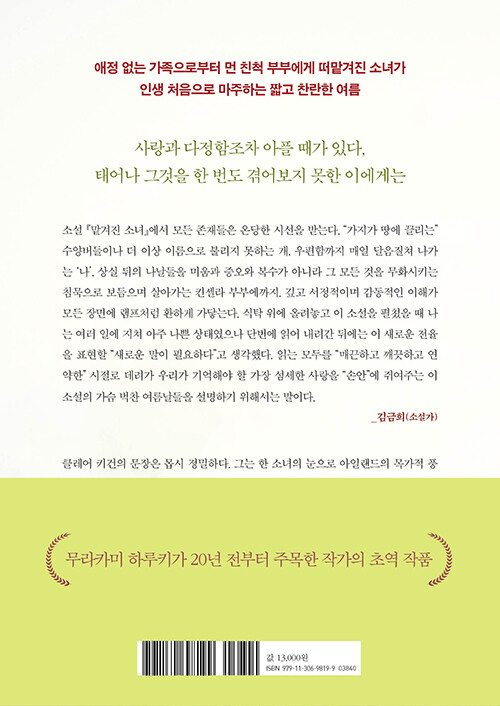 애정 없는 가족으로부터 먼 친척 부부에게 떠맡겨진 소녀가
인생 처음으로 마주하는 짧고 찬란한 여름
사랑과 다정함조차 아플 때가 있다,
태어나 그것을 한 번도 겪어보지 못한 이에게는
소설 『맡겨진 소녀』에서 모든 존재들은 온당한 시선을 받는다. “가지가 땅에 끌리는”
수양버들이나 더 이상 이름으로 불리지 못하는 개, 우편함까지 매일 달음질쳐 나가
는 ‘나’, 상실 뒤의 나날들을 미움과 증오와 복수가 아니라 그 모든 것을 무화시키는
침묵으로 보듬으며 살아가는 킨셀라 부부에까지, 깊고 서정적이며 감동적인 이해가
모든 장면에 램프처럼 환하게 가닿는다. 식탁 위에 올려놓고 이 소설을 펼쳤을 때 나
는 여러 일에 지쳐 아주 나쁜 상태였으나 단번에 읽어 내려간 뒤에는 이 새로운 전율
을 표현할 “새로운 말이 필요하다”고 생각했다. 읽는 모두를 “매끈하고 깨끗하고 연
약한” 시절로 데려가 우리가 기억해야 할 가장 섬세한 사랑을 “손안”에 쥐여주는 이
소설의 가슴 벅찬 여름날들을 설명하기 위해서는 말이다.
_김금희(소설가)
클레어 키건의 문장은 몹시 정밀하다. 그는 한 소녀의 눈으로 아일랜드의 목가적 풍
무라카미 하루키가 20년 전부터 주목한 작가의 초역 작품
값 13,000원
ISBN 979-11-306-9819-9 03840